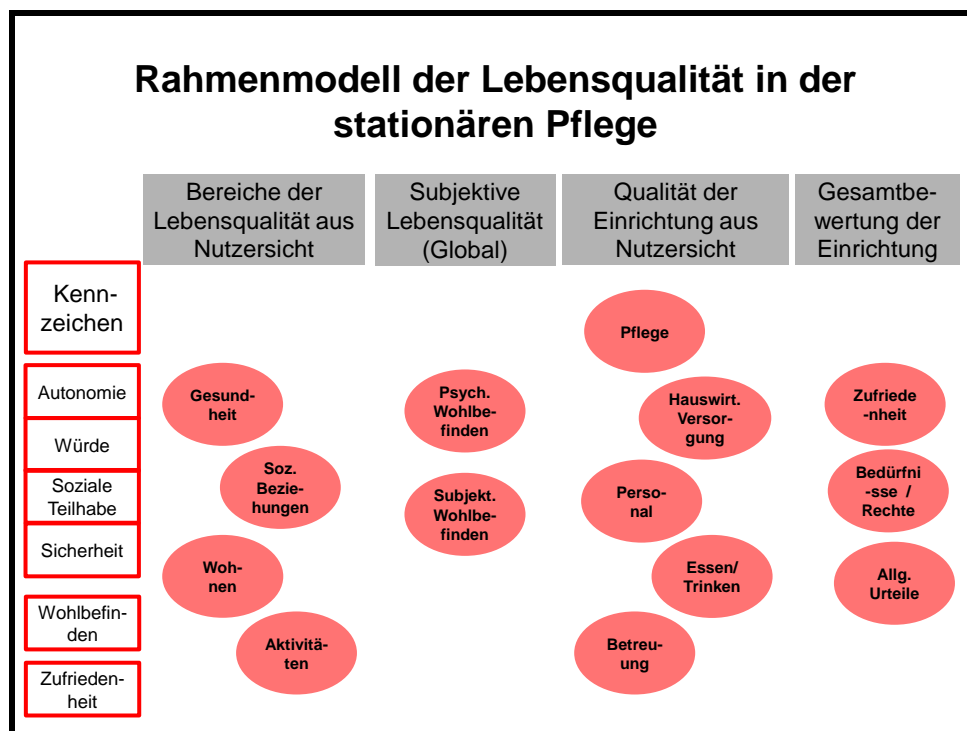 Rahmenmodell der Lebensqualität in der
stationären Pflege
Bereiche der
Lebensqualität aus
Nutzersicht
Subjektive
Lebensqualität
(Global)
Qualität der
Einrichtung aus
Nutzersicht
Gesamtbe-
wertung der
Einrichtung
Kenn-
zeichen
Autonomie
Würde
Soziale
Teilhabe
Sicherheit
Wohlbefin-
den
Zufrieden-
heit
Gesund-
heit
Soz.
Bezie-
hungen
Woh-
nen
Aktivitä-
ten
Psych.
Wohlbe-
finden
Subjekt.
Wohlbe-
finden
Pflege
Hauswirt.
Versor-
gung
Perso-
nal
Essen/
Trinken
Betreu-
ung
Zufriede
-nheit
Bedürfni
-sse /
Rechte
Allg.
Urteile